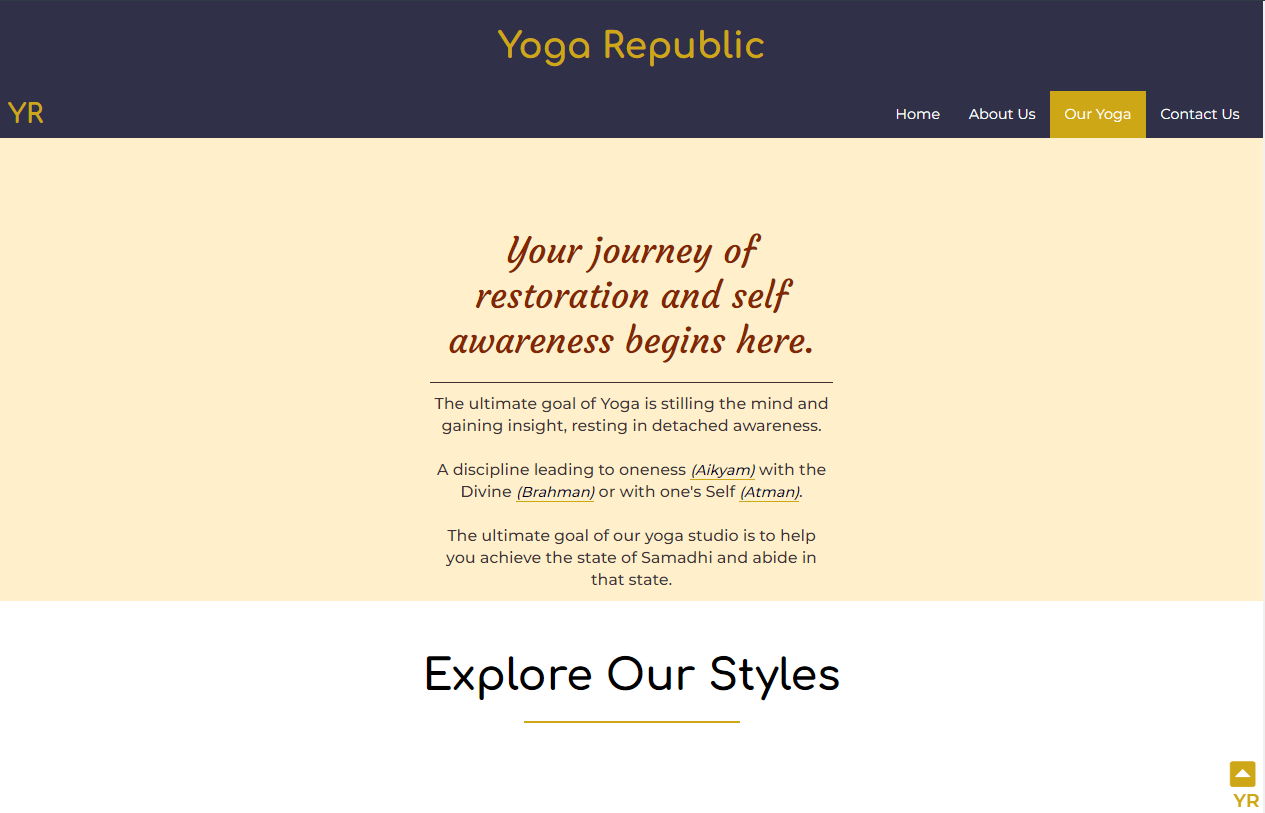 Yoga Republic
YR
Home About Us Our Yoga Contact Us
Your journey of
restoration and self
awareness begins here.
The ultimate goal of Yoga is stilling the mind and
gaining insight, resting in detached awareness.
A discipline leading to oneness (Aikyam) with the
Divine (Brahman) or with one's Self (Atman).
The ultimate goal of our yoga studio is to help
you achieve the state of Samadhi and abide in
that state.
Explore Our Styles
YR